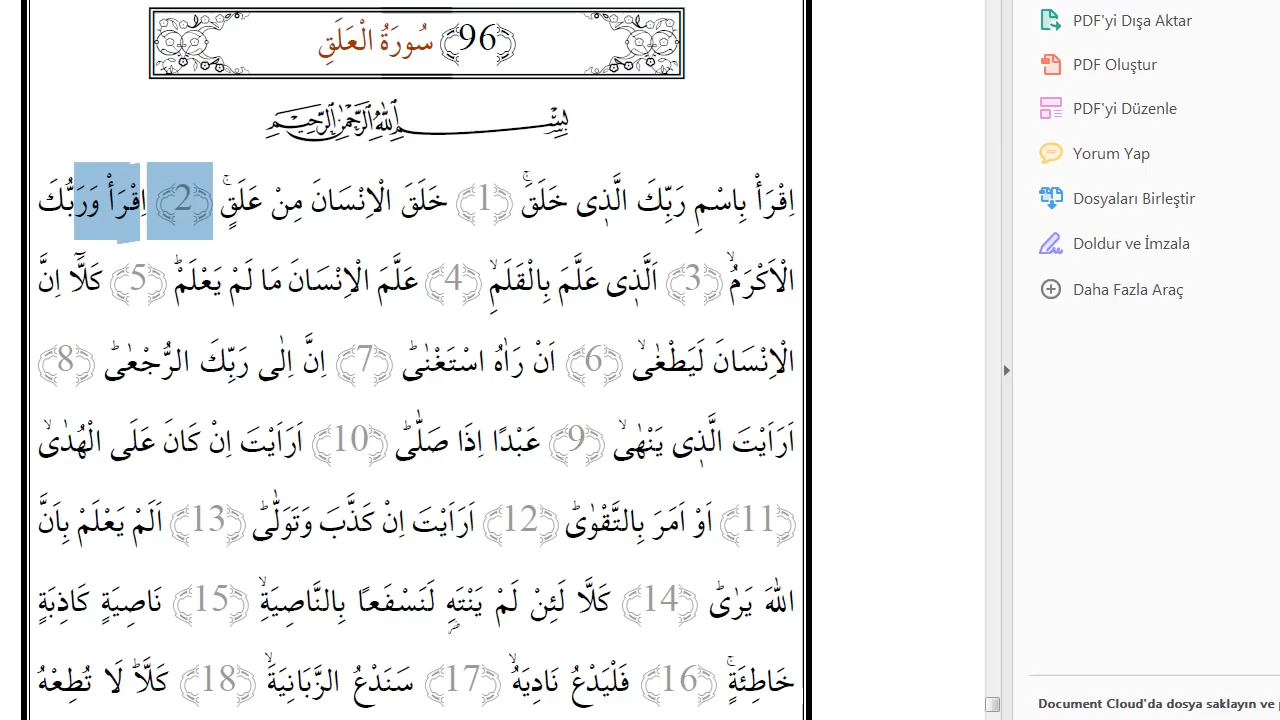 96 سُورَةُ الْعَلَقِ
بِسْمِ اللهِ الرَّحْمٰنِ الرَّحِيمِ
اِقْرَأْ بِاسْمِ رَبِّكَ الَّذ۪ى خَلَقَۚ ﴿1﴾ خَلَقَ الْاِنْسَانَ مِنْ عَلَقٍۚ ﴿2﴾ اِقْرَأْ وَرَبُّكَ
الْاَكْرَمُۙ ﴿3﴾ اَلَّذ۪ى عَلَّمَ بِالْقَلَمِۙ ﴿4﴾ عَلَّمَ الْاِنْسَانَ مَا لَمْ يَعْلَمْۜ ﴿5﴾ كَلَّٓا اِنَّ
الْاِنْسَانَ لَيَطْغٰىۙ ﴿6﴾ اَنْ رَاٰهُ اسْتَغْنٰىۜ ﴿7﴾ اِنَّ اِلٰى رَبِّكَ الرُّجْعٰىۜ ﴿8﴾
اَرَاَيْتَ الَّذ۪ى يَنْهٰىۙ ﴿9﴾ عَبْدًا اِذَا صَلّٰىۜ ﴿10﴾ اَرَاَيْتَ اِنْ كَانَ عَلَى الْهُدٰىۙ
﴿11﴾ اَوْ اَمَرَ بِالتَّقْوٰىۜ ﴿12﴾ اَرَاَيْتَ اِنْ كَذَّبَ وَتَوَلّٰىۜ ﴿13﴾ اَلَمْ يَعْلَمْ بِاَنَّ
اللهَ يَرٰىۜ ﴿14﴾ كَلَّا لَئِنْ لَمْ يَنْتَهِ لَنَسْفَعًا بِالنَّاصِيَةِۙ ﴿15﴾ نَاصِيَةٍ كَاذِبَةٍ
خَاطِئَةٍۚ ﴿16﴾ فَلْيَدْعُ نَادِيَهُۙ ﴿17﴾ سَنَدْعُ الزَّبَانِيَةَۙ ﴿18﴾ كَلَّاۜ لَا تُطِعْهُ
PDF'yi Dışa Aktar
PDF Oluştur
PDF'yi Düzenle
Yorum Yap
Dosyaları Birleştir
Doldur ve İmzala
Daha Fazla Araç
Document Cloud'da dosya saklayın ve